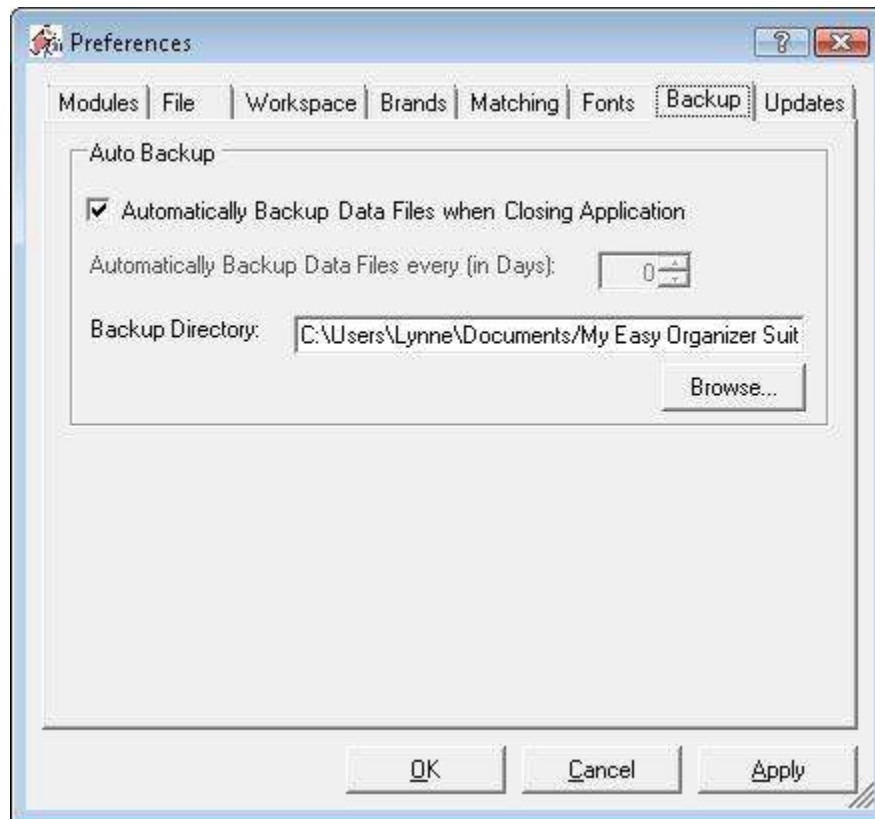 Preferences
Modules File Workspace Brands Matching Fonts Backup Updates
Auto Backup
Automatically Backup Data Files when Closing Application
Automatically Backup Data Files every (in Days): 0
Backup Directory: C:\Users\Lynne\Documents/My Easy Organizer Suit
Browse...
OK Cancel Apply